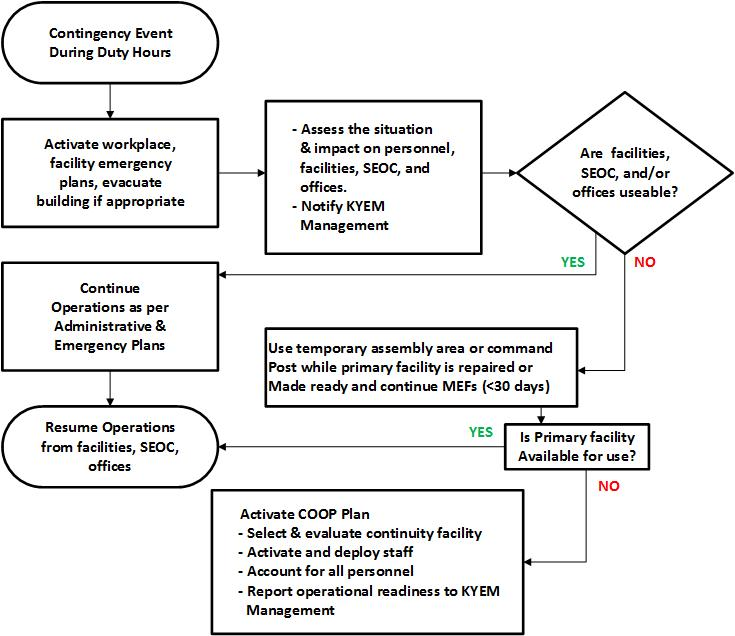 Contingency Event
During Duty Hours
Activate workplace,
facility emergency
plans, evacuate
building if appropriate
- Assess the situation
& impact on personnel,
facilities, SEOC, and
offices.
- Notify KYEM
Management
Are facilities,
SEOC, and/or
offices useable?
YES
NO
Continue
Operations as per
Administrative &
Emergency Plans
Use temporary assembly area or command
Post while primary facility is repaired or
Made ready and continue MEFs (<30 days)
Resume Operations
from facilities, SEOC,
offices
YES
Is Primary facility
Available for use?
NO
Activate COOP Plan
- Select & evaluate continuity facility
- Activate and deploy staff
- Account for all personnel
- Report operational readiness to KYEM
Management